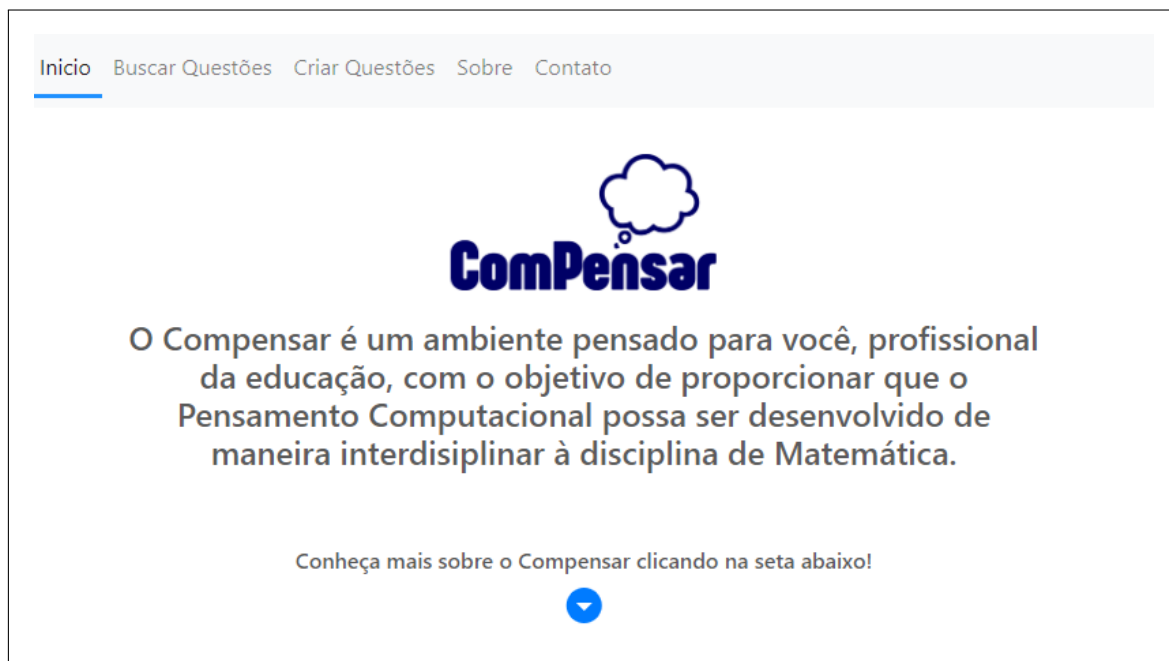 Inicio Buscar Questões Criar Questões Sobre Contato
ComPensar
O Compensar é um ambiente pensado para você, profissional
da educação, com o objetivo de proporcionar que o
Pensamento Computacional possa ser desenvolvido de
maneira interdisiplinar à disciplina de Matemática.
Conheça mais sobre o Compensar clicando na seta abaixo!